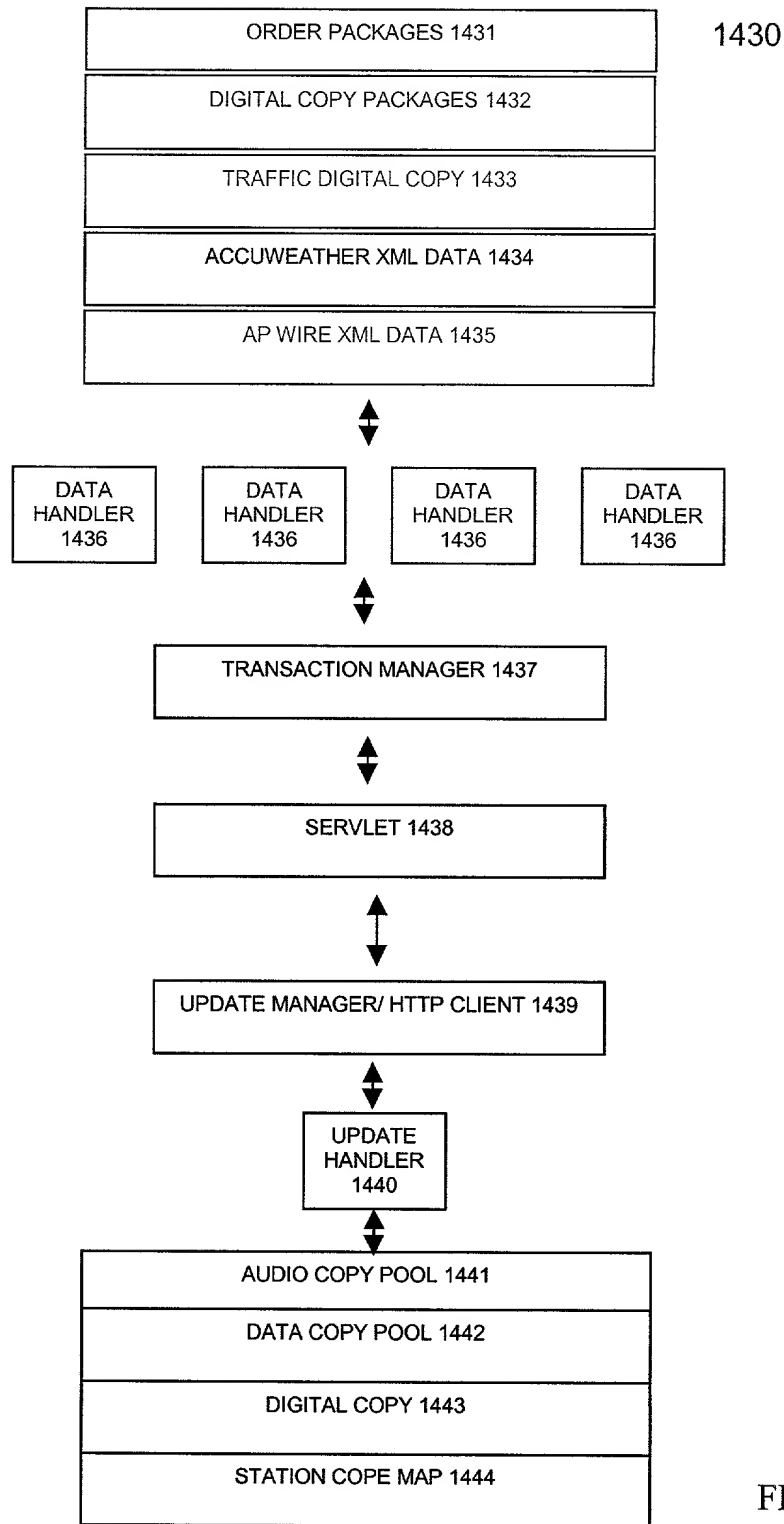 ORDER PACKAGES 1431
1430
DIGITAL COPY PACKAGES 1432
TRAFFIC DIGITAL COPY 1433
ACCUWEATHER XML DATA 1434
AP WIRE XML DATA 1435
DATA
HANDLER
1436
DATA
HANDLER
1436
DATA
HANDLER
1436
DATA
HANDLER
1436
TRANSACTION MANAGER 1437
SERVLET 1438
UPDATE MANAGER/ HTTP CLIENT 1439
UPDATE
HANDLER
1440
AUDIO COPY POOL 1441
DATA COPY POOL 1442
DIGITAL COPY 1443
STATION COPE MAP 1444